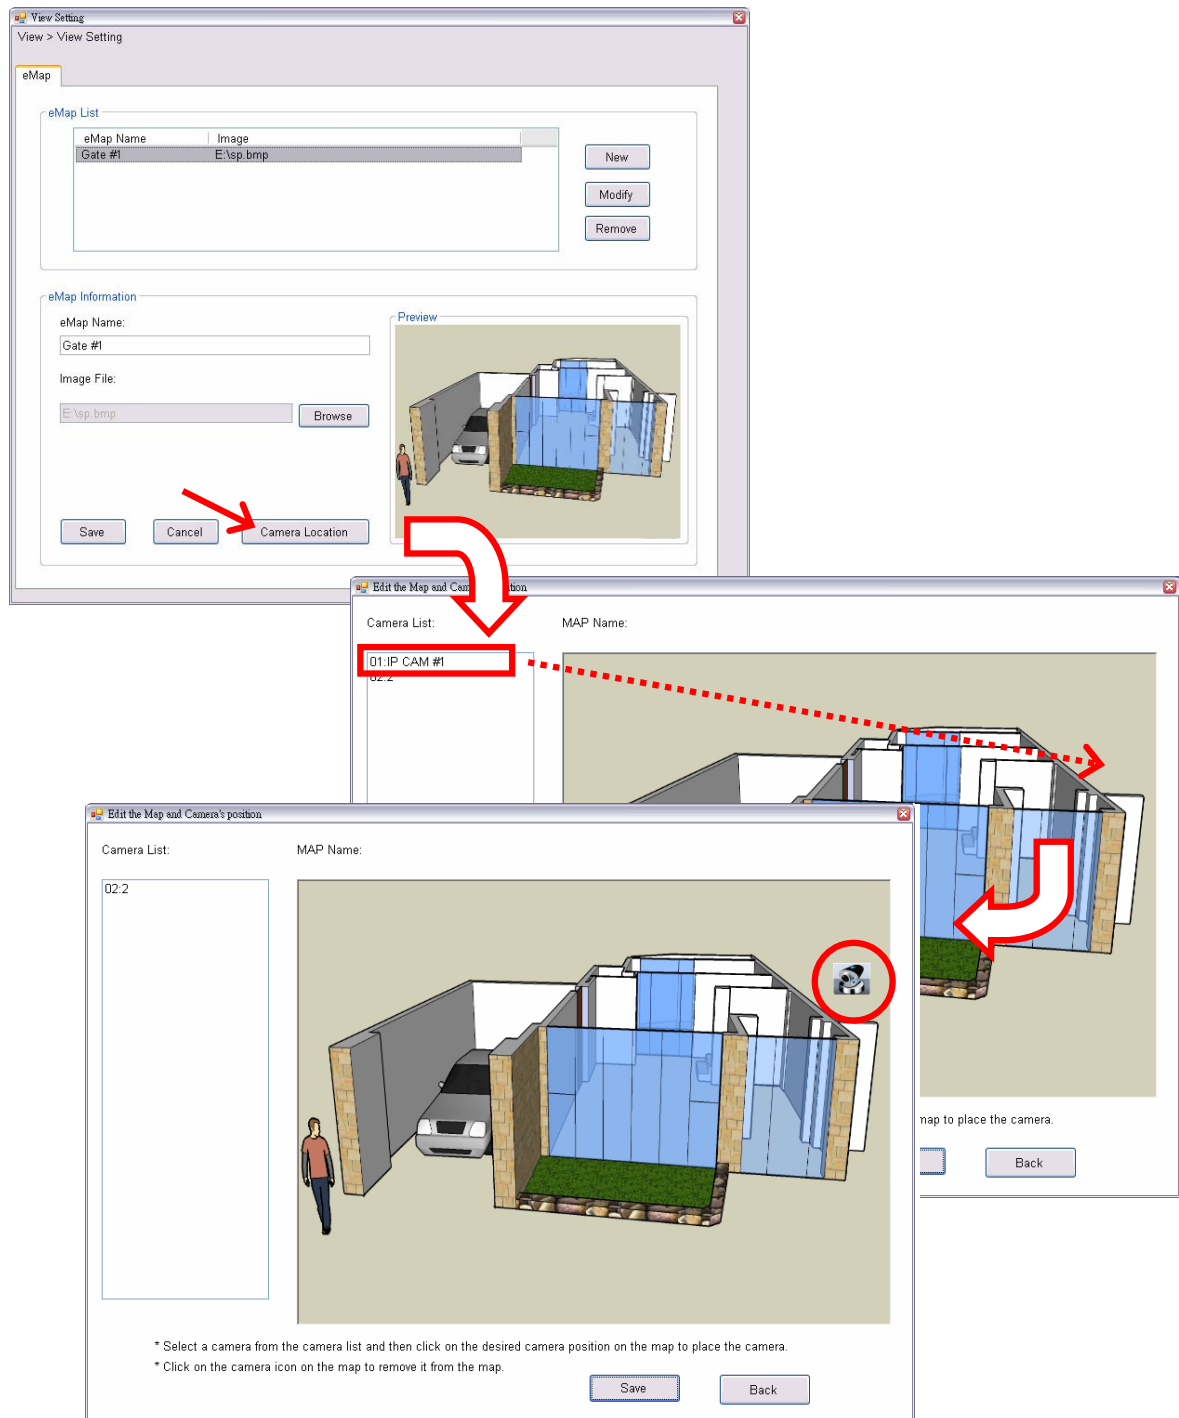 View Setting
View > View Setting
eMap
eMap List
eMap Name Image
Gate #1 E:\sp.bmp
New
Modify
Remove
eMap Information
eMap Name:
Gate #1
Image File:
E:\sp.bmp
Browse
Preview
Save Cancel Camera Location
Edit the Map and Cam ition
Camera List: MAP Name:
01:IP CAM #1
02:2
map to place the camera.
Back
Edit the Map and Camera's position
Camera List: MAP Name:
02:2
* Select a camera from the camera list and then click on the desired camera position on the map to place the camera.
* Click on the camera icon on the map to remove it from the map.
Save Back